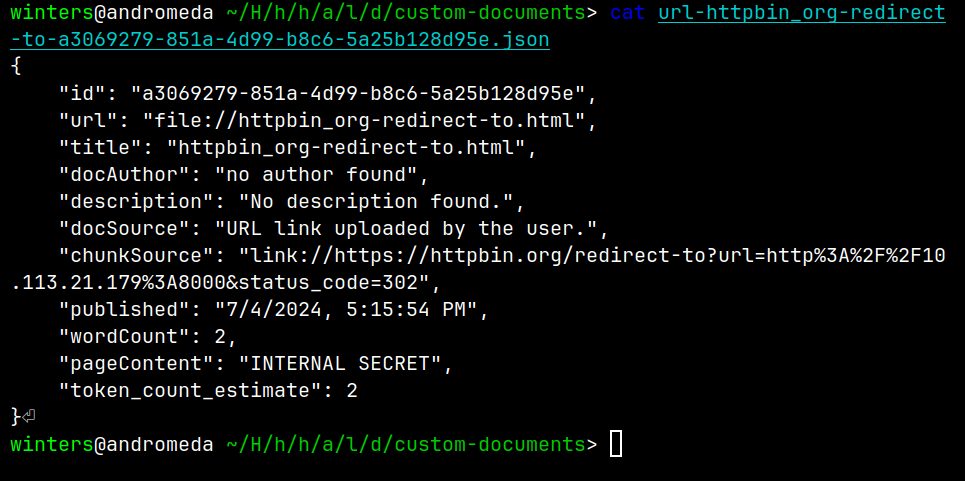 winters@andromeda ~/H/h/h/a/l/d/custom-documents> cat url-httpbin_org-redirect
-to-a3069279-851a-4d99-b8c6-5a25b128d95e.json
{
    "id": "a3069279-851a-4d99-b8c6-5a25b128d95e",
    "url": "file://httpbin_org-redirect-to.html",
    "title": "httpbin_org-redirect-to.html",
    "docAuthor": "no author found",
    "description": "No description found.",
    "docSource": "URL link uploaded by the user.",
    "chunkSource": "link://https://httpbin.org/redirect-to?url=http%3A%2F%2F10
.113.21.179%3A8000&status_code=302",
    "published": "7/4/2024, 5:15:54 PM",
    "wordCount": 2,
    "pageContent": "INTERNAL SECRET",
    "token_count_estimate": 2
}⏎
winters@andromeda ~/H/h/h/a/l/d/custom-documents>